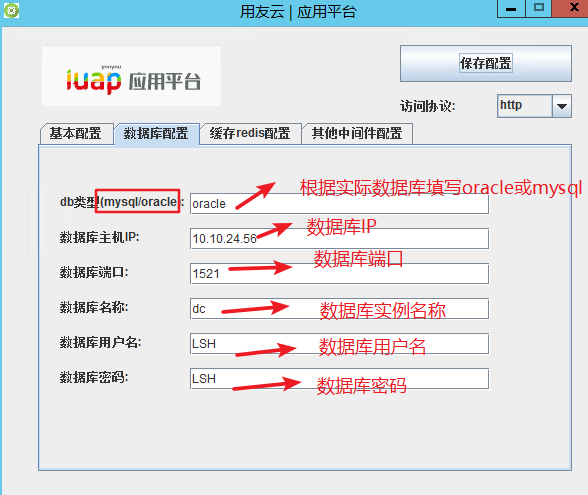 用友云 | 应用平台
yonyou
iuap 应用平台
保存配置
访问协议: http
基本配置 数据库配置 缓存redis配置 其他中间件配置
根据实际数据库填写oracle或mysql
db类型(mysql/oracle): oracle
数据库IP
数据库主机IP: 10.10.24.56
数据库端口
数据库端口: 1521
数据库名称: dc 数据库实例名称
数据库用户名: LSH 数据库用户名
数据库密码: LSH 数据库密码